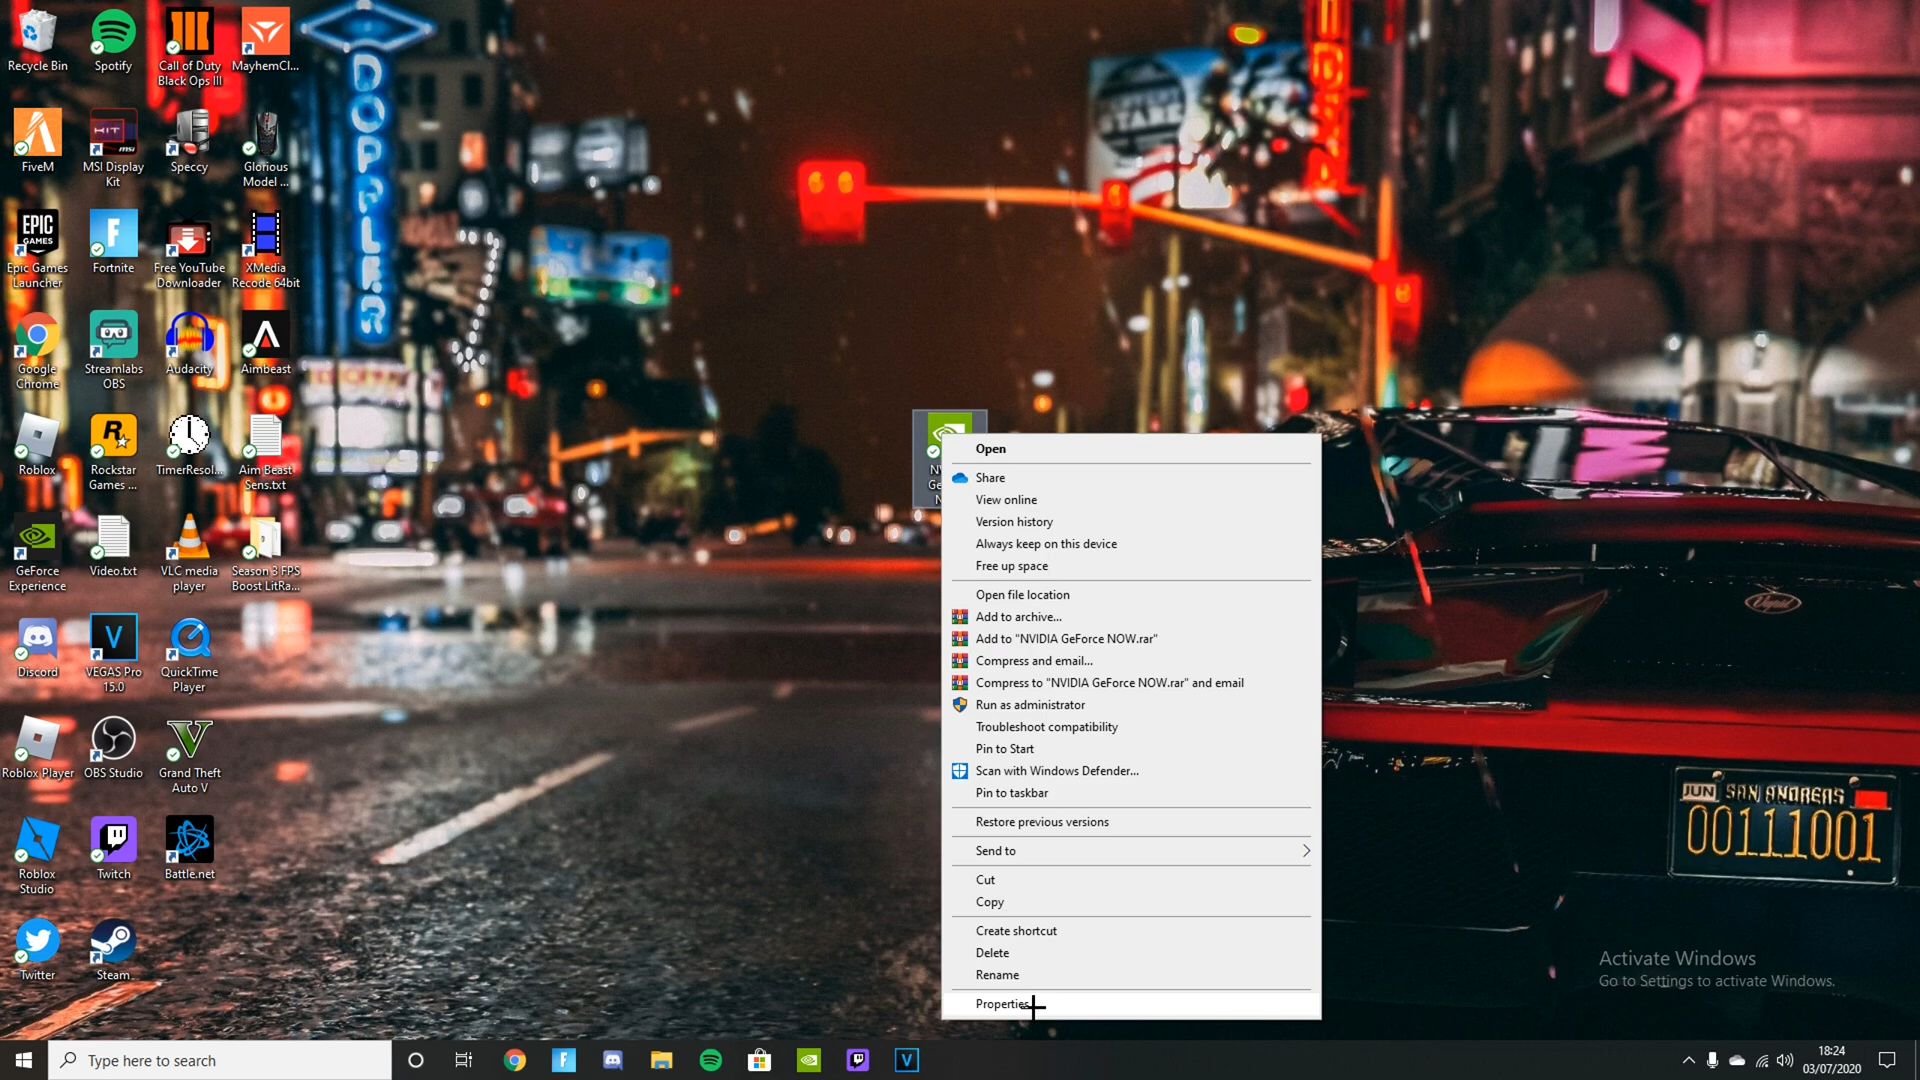 Recycle Bin
Spotify
Call of Duty
Black Ops III
MayhemCl...
FiveM
KIT
msi
MSI Display
Kit
Speccy
Glorious
Model ...
EPIC
GAMES
Epic Games
Launcher
F
Fortnite
Free YouTube
Downloader
XMedia
Recode 64bit
Google
Chrome
Streamlabs
OBS
Audacity
Aimbeast
Roblox
R
Rockstar
Games ...
TimerResol...
Aim Beast
Sens.txt
GeForce
Experience
Video.txt
VLC media
player
Season 3 FPS
Boost LitRa...
Discord
V
VEGAS Pro
15.0
QuickTime
Player
Roblox Player
OBS Studio
V
Grand Theft
Auto V
Roblox
Studio
Twitch
Battle.net
Twitter
Steam
DOPPLER
Open
Share
View online
Version history
Always keep on this device
Free up space
Open file location
Add to archive...
Add to "NVIDIA GeForce NOW.rar"
Compress and email...
Compress to "NVIDIA GeForce NOW.rar" and email
Run as administrator
Troubleshoot compatibility
Pin to Start
Scan with Windows Defender...
Pin to taskbar
Restore previous versions
Send to
Cut
Copy
Create shortcut
Delete
Rename
Properties
JUN SAN ANDREAS
00111001
Activate Windows
Go to Settings to activate Windows.
Type here to search
F
V
18:24
03/07/2020